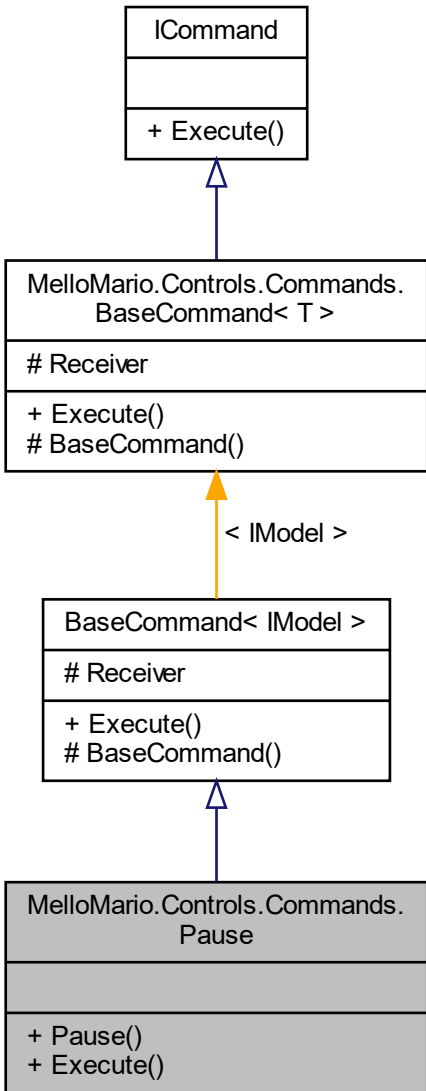 ICommand
+ Execute()
MelloMario.Controls.Commands.
BaseCommand< T >
# Receiver
+ Execute()
# BaseCommand()
< IModel >
BaseCommand< IModel >
# Receiver
+ Execute()
# BaseCommand()
MelloMario.Controls.Commands.
Pause
+ Pause()
+ Execute()